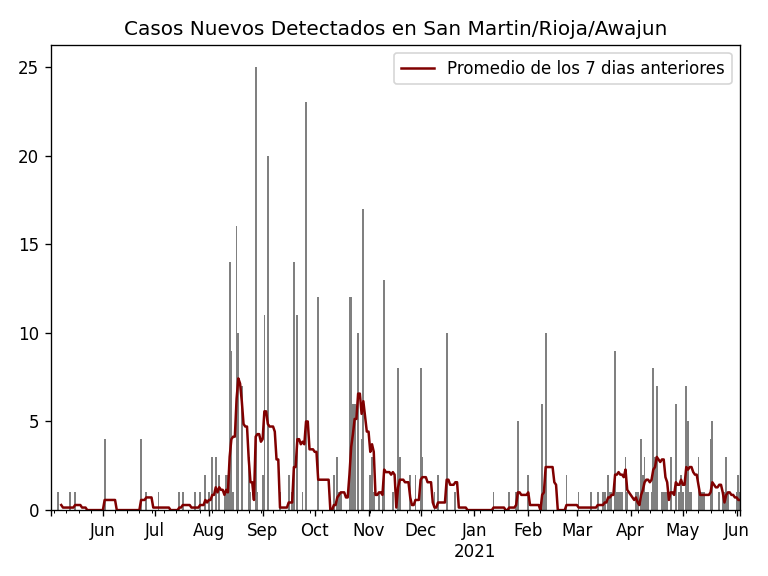 Casos Nuevos Detectados en San Martin/Rioja/Awajun
Promedio de los 7 dias anteriores
25
20
15
10
5
0
Jun Jul Aug Sep Oct Nov Dec Jan Feb Mar Apr May Jun
2021